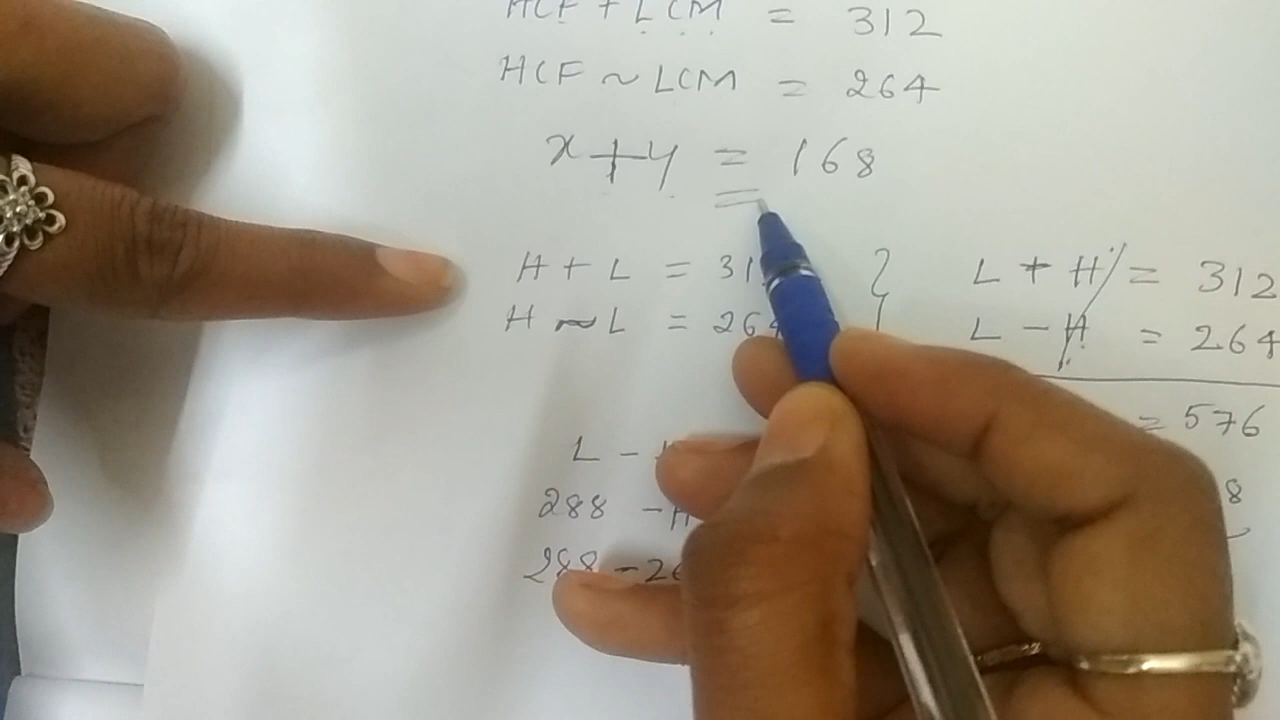 HCF + LCM = 312
HCF ~ LCM = 264
x + y = 168
H + L = 31
H ~ L = 264
L + H = 312
L - H = 264
= 576
L -
288 - H
8
288 - 26